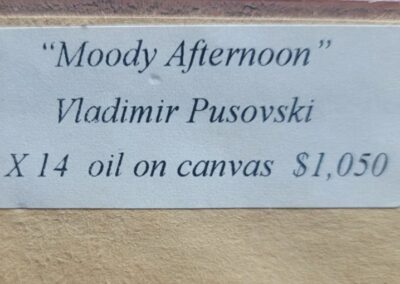 “Moody Afternoon”
Vladimir Pusovski
X 14 oil on canvas $1,050